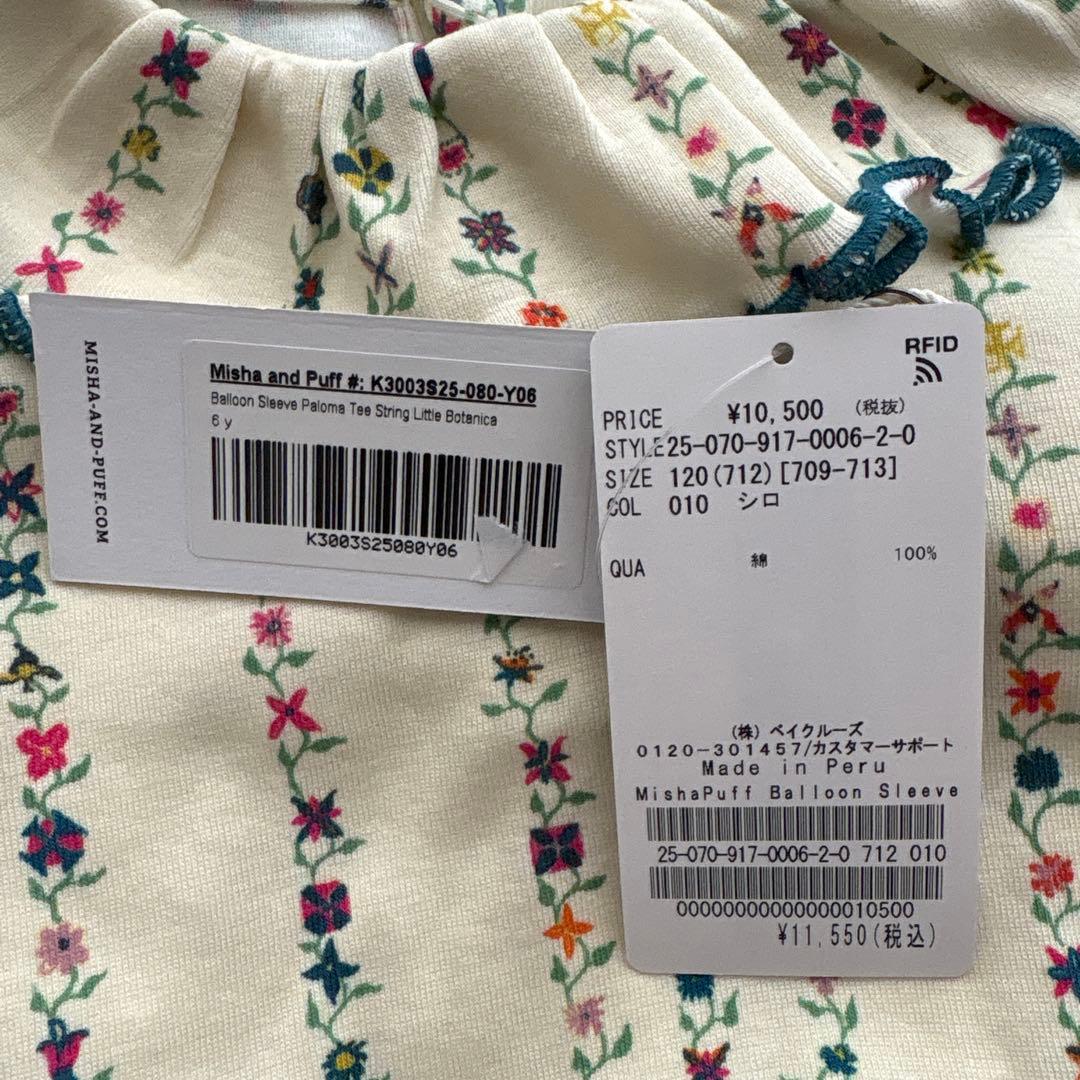 MISHA-AND-PUFF.COM
Misha and Puff #: K3003S25-080-Y06
Balloon Sleeve Paloma Tee String Little Botanica
6 y
K3003S25080Y06
RFID
PRICE ¥10,500 (税抜)
STYLE 25-070-917-0006-2-0
SIZE 120(712)[709-713]
COL 010 シロ
QUA 綿 100%
(株) ベイクルーズ
0120-301457/カスタマーサポート
Made in Peru
MishaPuff Balloon Sleeve
25-070-917-0006-2-0 712 010
00000000000000010500
¥11,550(税込)